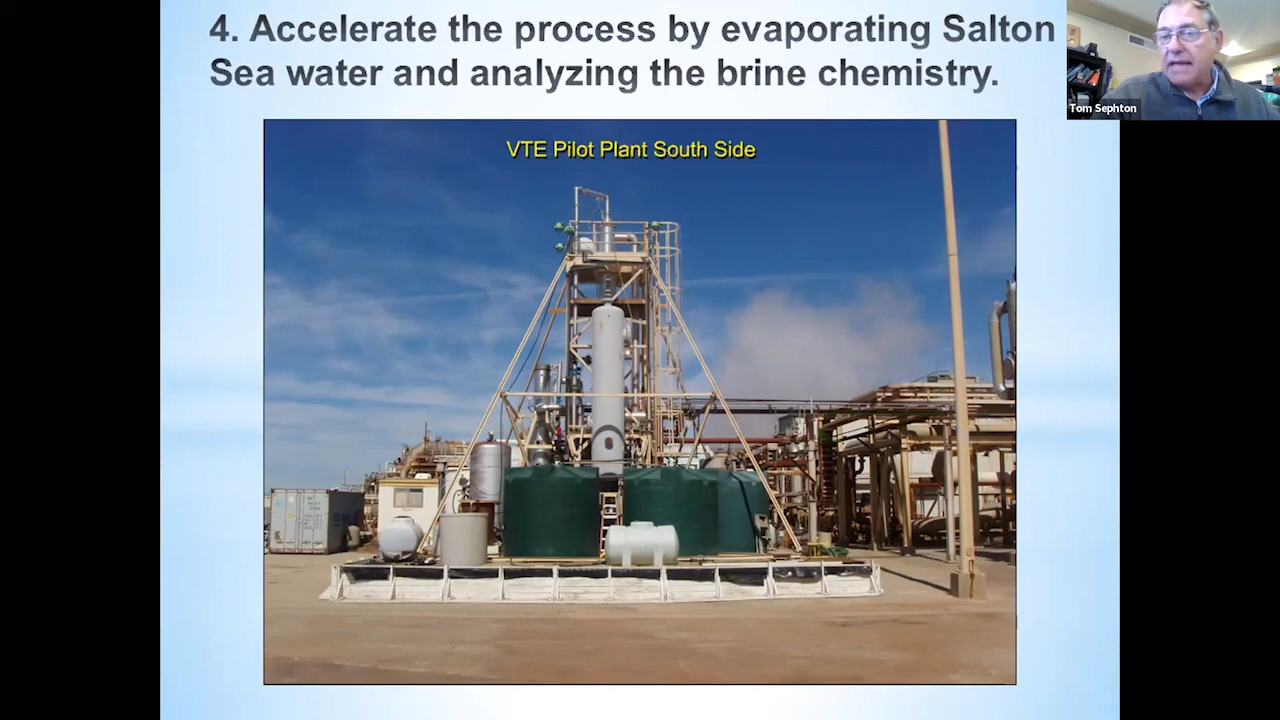 4. Accelerate the process by evaporating Salton
Sea water and analyzing the brine chemistry.
Tom Sephton
VTE Pilot Plant South Side